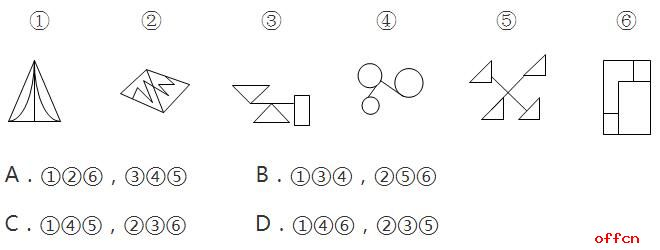 ① ② ③ ④ ⑤ ⑥
A．①②⑥，③④⑤ B．①③④，②⑤⑥
C．①④⑤，②③⑥ D．①④⑥，②③⑤
offcn